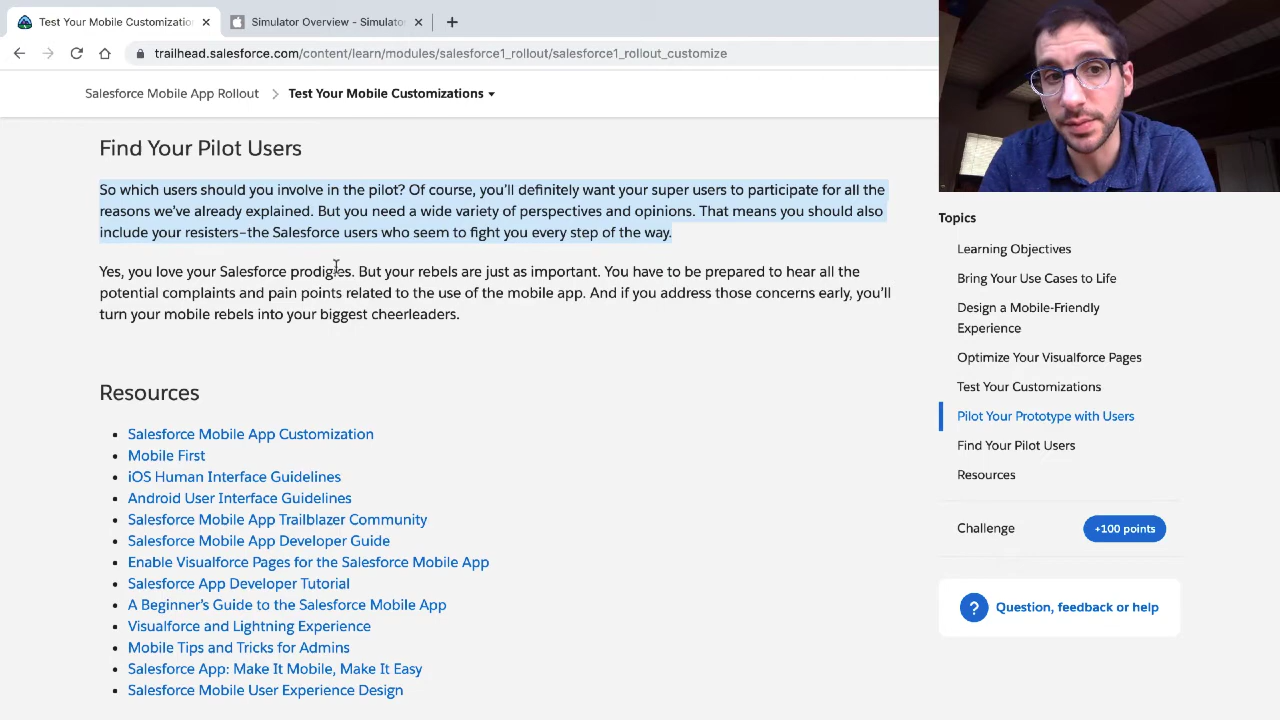 Test Your Mobile Customizatio
Simulator Overview - Simulato
trailhead.salesforce.com/content/learn/modules/salesforce1_rollout/salesforce1_rollout_customize
Salesforce Mobile App Rollout > Test Your Mobile Customizations
Find Your Pilot Users
So which users should you involve in the pilot? Of course, you’ll definitely want your super users to participate for all the
reasons we’ve already explained. But you need a wide variety of perspectives and opinions. That means you should also
include your resisters–the Salesforce users who seem to fight you every step of the way.
Yes, you love your Salesforce prodigies. But your rebels are just as important. You have to be prepared to hear all the
potential complaints and pain points related to the use of the mobile app. And if you address those concerns early, you’ll
turn your mobile rebels into your biggest cheerleaders.
Resources
Salesforce Mobile App Customization
Mobile First
iOS Human Interface Guidelines
Android User Interface Guidelines
Salesforce Mobile App Trailblazer Community
Salesforce Mobile App Developer Guide
Enable Visualforce Pages for the Salesforce Mobile App
Salesforce App Developer Tutorial
A Beginner’s Guide to the Salesforce Mobile App
Visualforce and Lightning Experience
Mobile Tips and Tricks for Admins
Salesforce App: Make It Mobile, Make It Easy
Salesforce Mobile User Experience Design
Topics
Learning Objectives
Bring Your Use Cases to Life
Design a Mobile-Friendly
Experience
Optimize Your Visualforce Pages
Test Your Customizations
Pilot Your Prototype with Users
Find Your Pilot Users
Resources
Challenge
+100 points
? Question, feedback or help